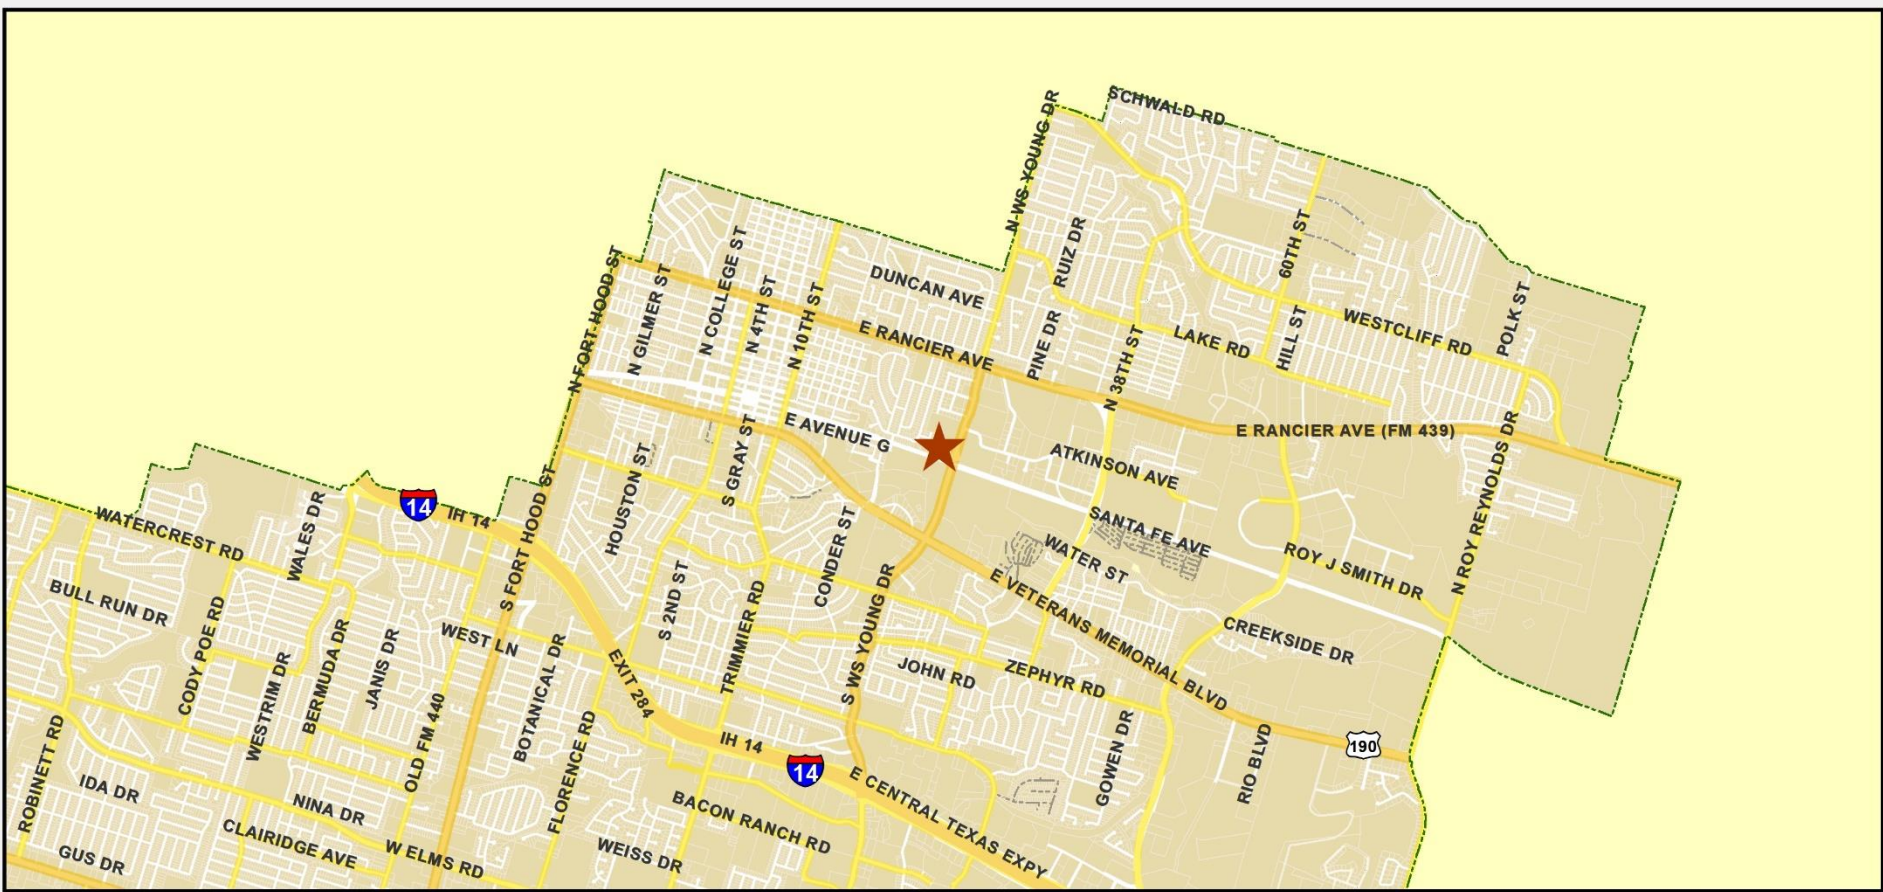 SCHWALD RD
N WS YOUNG DR
RUIZ DR
60TH ST
N FORT HOOD ST
N GILMER ST
N COLLEGE ST
N 4TH ST
N 10TH ST
DUNCAN AVE
E RANCIER AVE
PINE DR
LAKE RD
HILL ST
WESTCLIFF RD
POLK ST
N 38TH ST
E AVENUE G
E RANCIER AVE (FM 439)
ATKINSON AVE
HOUSTON ST
S GRAY ST
N ROY REYNOLDS DR
14
IH 14
WATERCREST RD
WALES DR
S FORT HOOD ST
CONDER ST
SANTA FE AVE
WATER ST
ROY J SMITH DR
BULL RUN DR
CODY POE RD
WESTRIM DR
BERMUDA DR
JANIS DR
WEST LN
BOTANICAL DR
S 2ND ST
TRIMMIER RD
S WS YOUNG DR
E VETERANS MEMORIAL BLVD
CREEKSIDE DR
JOHN RD
ZEPHYR RD
EXIT 284
OLD FM 440
FLORENCE RD
IH 14
14
GOWEN DR
RIO BLVD
190
ROBINETT RD
IDA DR
NINA DR
CLAIRIDGE AVE
GUS DR
W ELMS RD
WEISS DR
BACON RANCH RD
E CENTRAL TEXAS EXPY